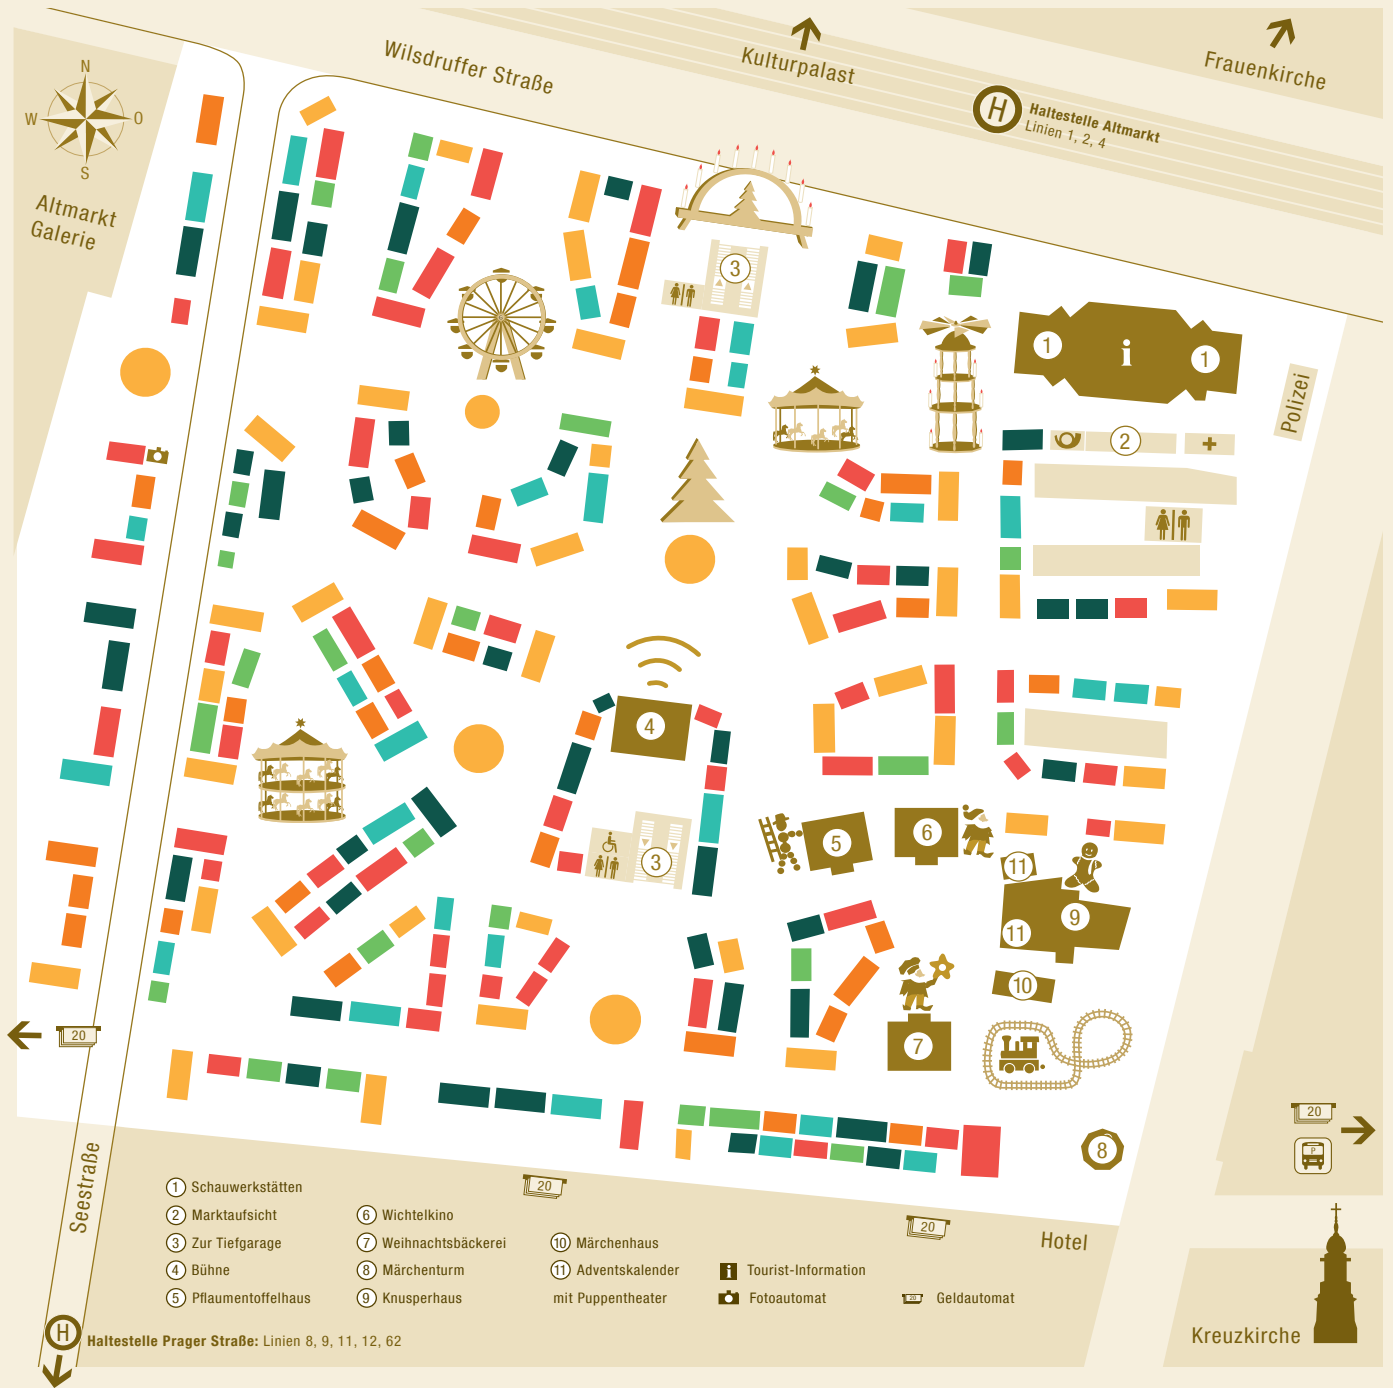 Wilsdruffer Straße
Kulturpalast
Frauenkirche
H
Haltestelle Altmarkt
Linien 1, 2, 4
N
W
O
S
Altmarkt
Galerie
3
1
i
1
Polizei
2
4
3
5
6
11
9
11
10
7
8
20
20
P
20
20
Seestraße
Hotel
Kreuzkirche
1 Schauwerkstätten
2 Marktaufsicht
3 Zur Tiefgarage
4 Bühne
5 Pflaumentoffelhaus
6 Wichtelkino
7 Weihnachtsbäckerei
8 Märchenturm
9 Knusperhaus
10 Märchenhaus
11 Adventskalender
mit Puppentheater
i Tourist-Information
Fotoautomat
20 Geldautomat
H
Haltestelle Prager Straße: Linien 8, 9, 11, 12, 62